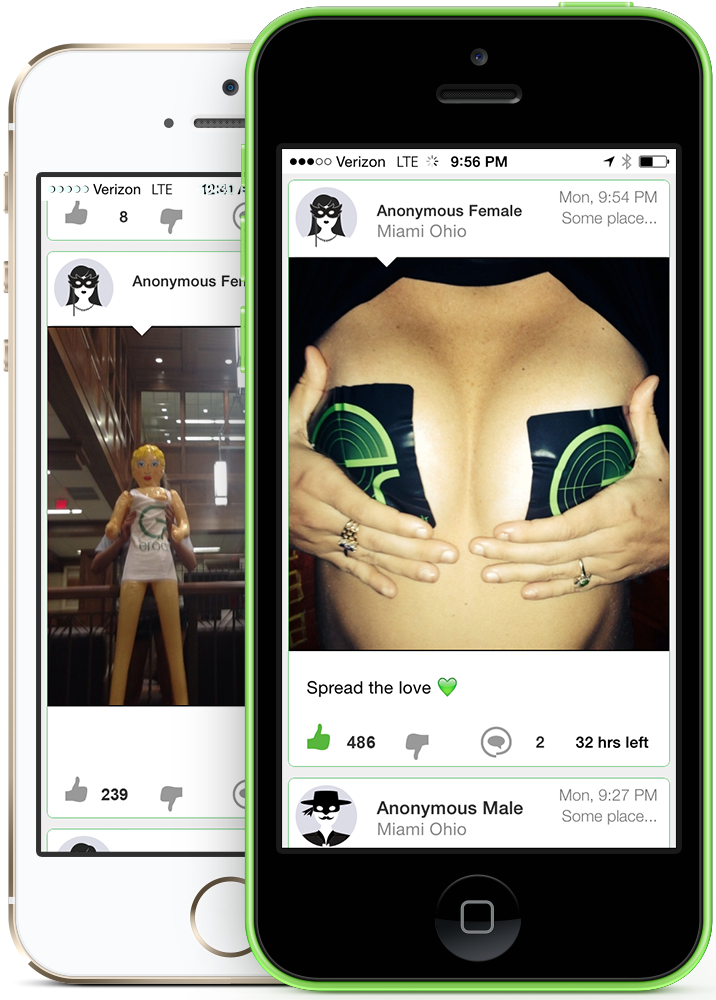 Verizon LTE
8
Anonymous Fem
239
Verizon LTE 9:56 PM
Anonymous Female
Mon, 9:54 PM
Miami Ohio
Some place...
Spread the love 💚
486
2
32 hrs left
Anonymous Male
Mon, 9:27 PM
Miami Ohio
Some place...